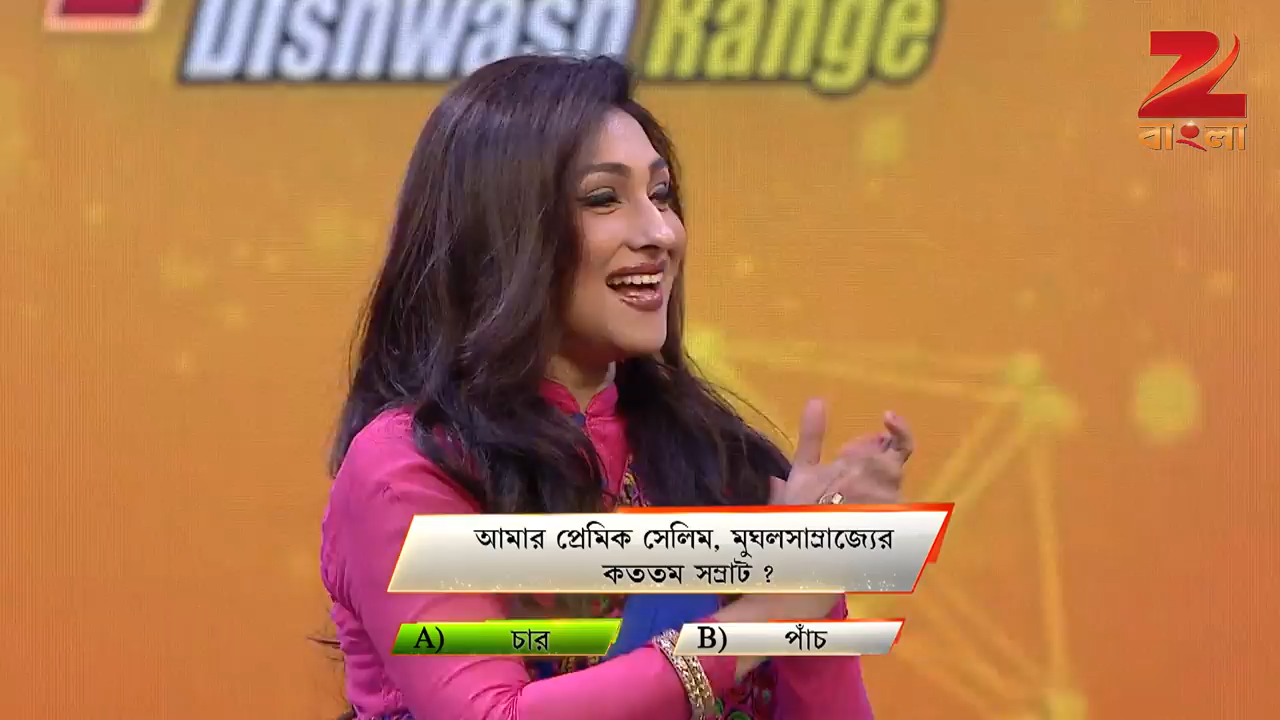 Dishwash Range
বাংলা
আমার প্রেমিক সেলিম, মুঘলসাম্রাজ্যের
কততম সম্রাট ?
A) চার
B) পাঁচ